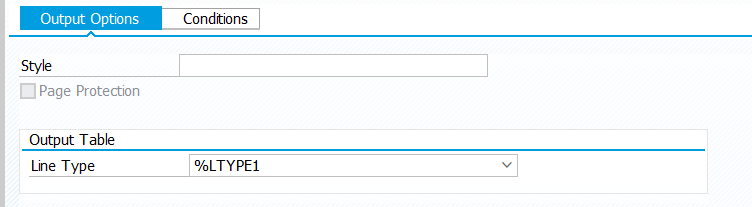 Output Options Conditions
Style
Page Protection
Output Table
Line Type %LTYPE1